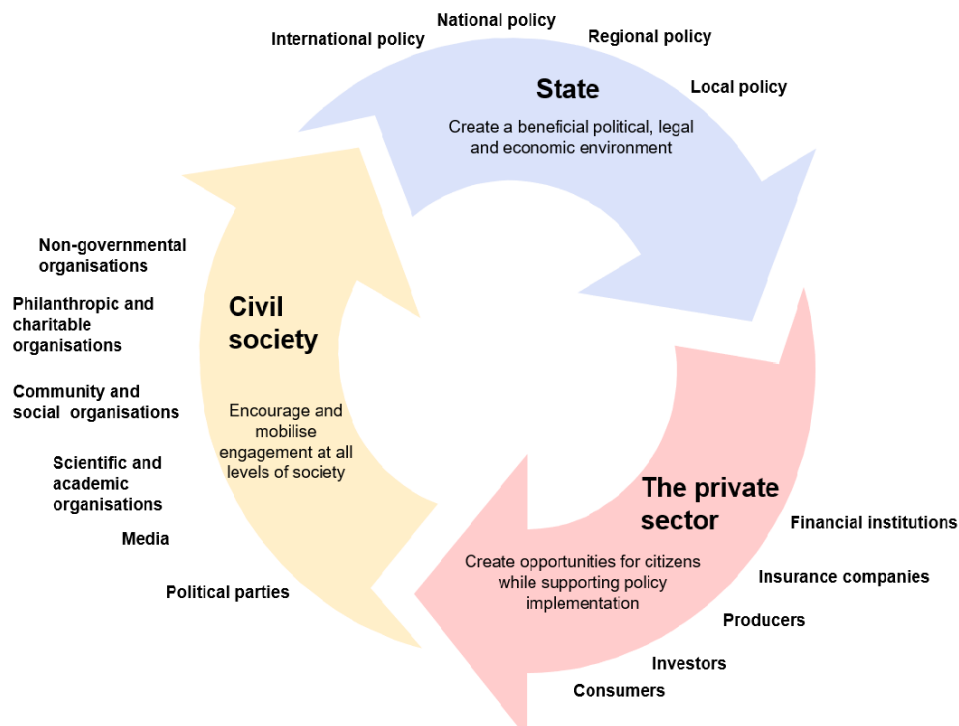 National policy
International policy
Regional policy
Local policy
State
Create a beneficial political, legal
and economic environment
Non-governmental
organisations
Philanthropic and
charitable
organisations
Community and
social organisations
Scientific and
academic
organisations
Media
Political parties
Civil
society
Encourage and
mobilise
engagement at all
levels of society
The private
sector
Create opportunities for citizens
while supporting policy
implementation
Financial institutions
Insurance companies
Producers
Investors
Consumers